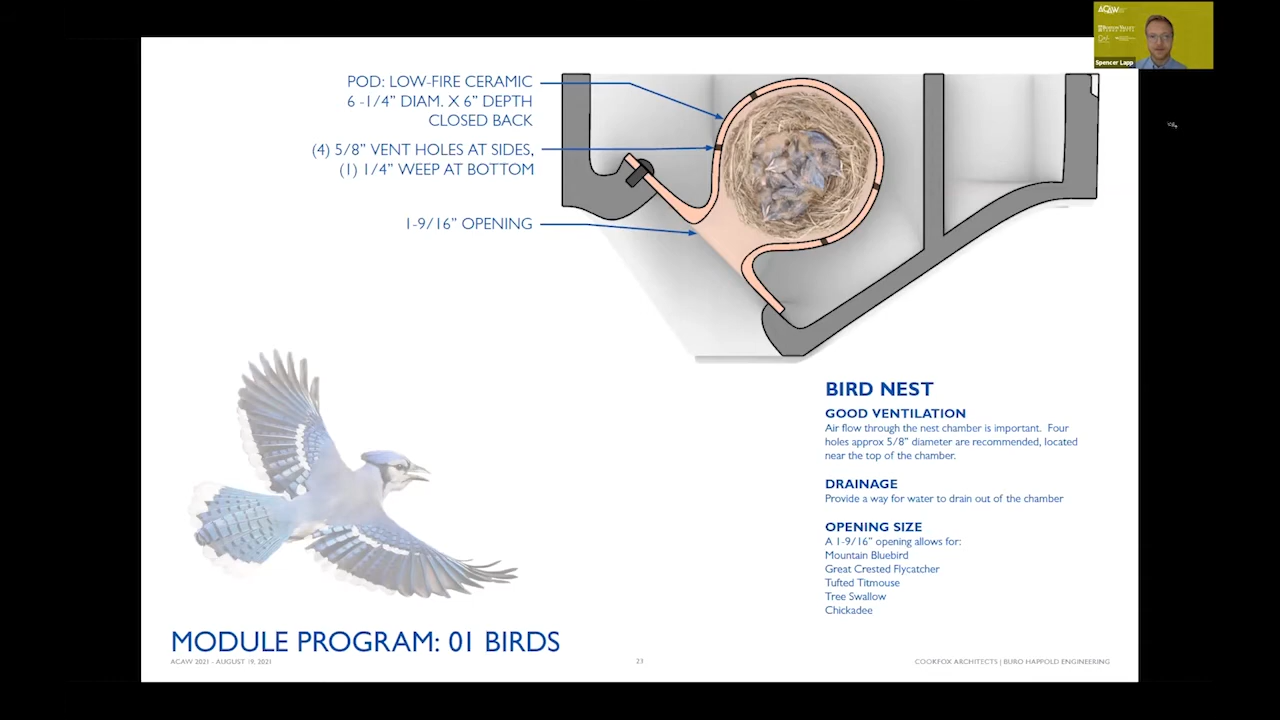 ACAW
Spencer Lapp
POD: LOW-FIRE CERAMIC
6 -1/4" DIAM. X 6" DEPTH
CLOSED BACK
(4) 5/8" VENT HOLES AT SIDES,
(1) 1/4" WEEP AT BOTTOM
1-9/16" OPENING
BIRD NEST
GOOD VENTILATION
Air flow through the nest chamber is important.  Four
holes approx 5/8" diameter are recommended, located
near the top of the chamber.
DRAINAGE
Provide a way for water to drain out of the chamber
OPENING SIZE
A 1-9/16" opening allows for:
Mountain Bluebird
Great Crested Flycatcher
Tufted Titmouse
Tree Swallow
Chickadee
MODULE PROGRAM: 01 BIRDS
ACAW 2021 - AUGUST 19, 2021
23
COOKFOX ARCHITECTS | BURO HAPPOLD ENGINEERING